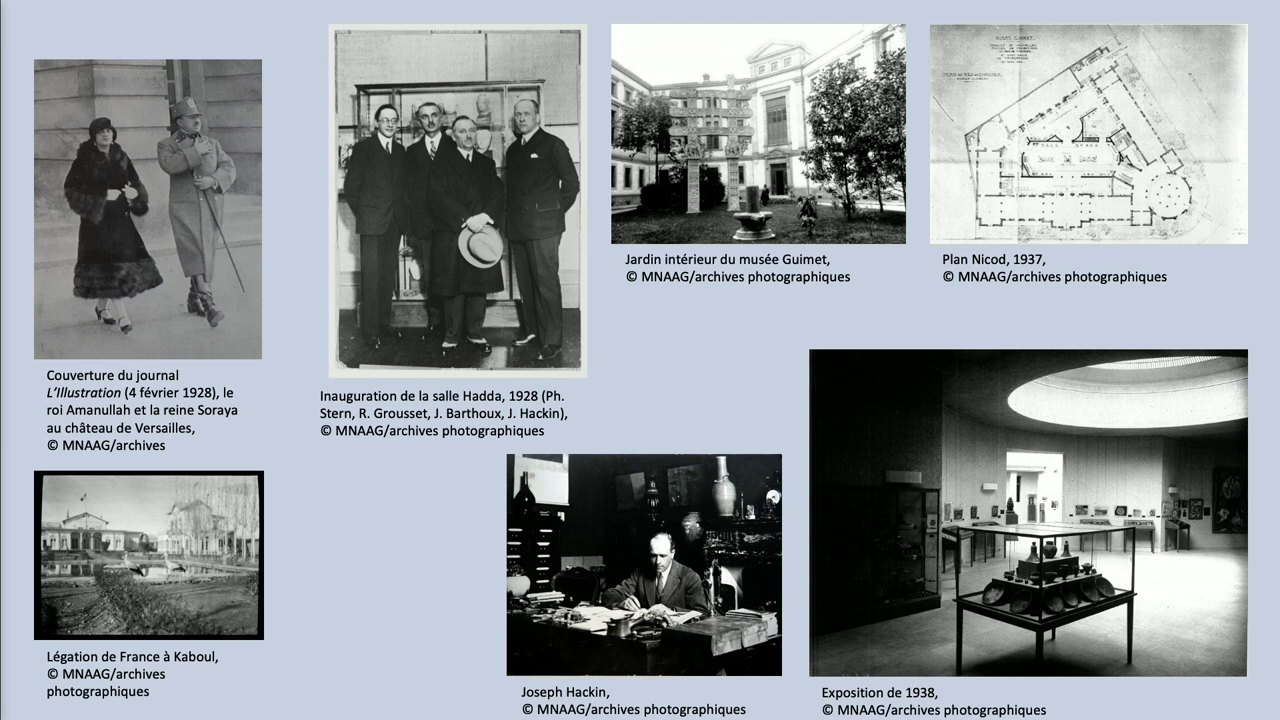 MUSÉE GUIMET
Couverture du journal
L’Illustration (4 février 1928), le
roi Amanullah et la reine Soraya
au château de Versailles,
© MNAAG/archives
Inauguration de la salle Hadda, 1928 (Ph.
Stern, R. Grousset, J. Barthoux, J. Hackin),
© MNAAG/archives photographiques
Jardin intérieur du musée Guimet,
© MNAAG/archives photographiques
Plan Nicod, 1937,
© MNAAG/archives photographiques
Légation de France à Kaboul,
© MNAAG/archives
photographiques
Joseph Hackin,
© MNAAG/archives photographiques
Exposition de 1938,
© MNAAG/archives photographiques